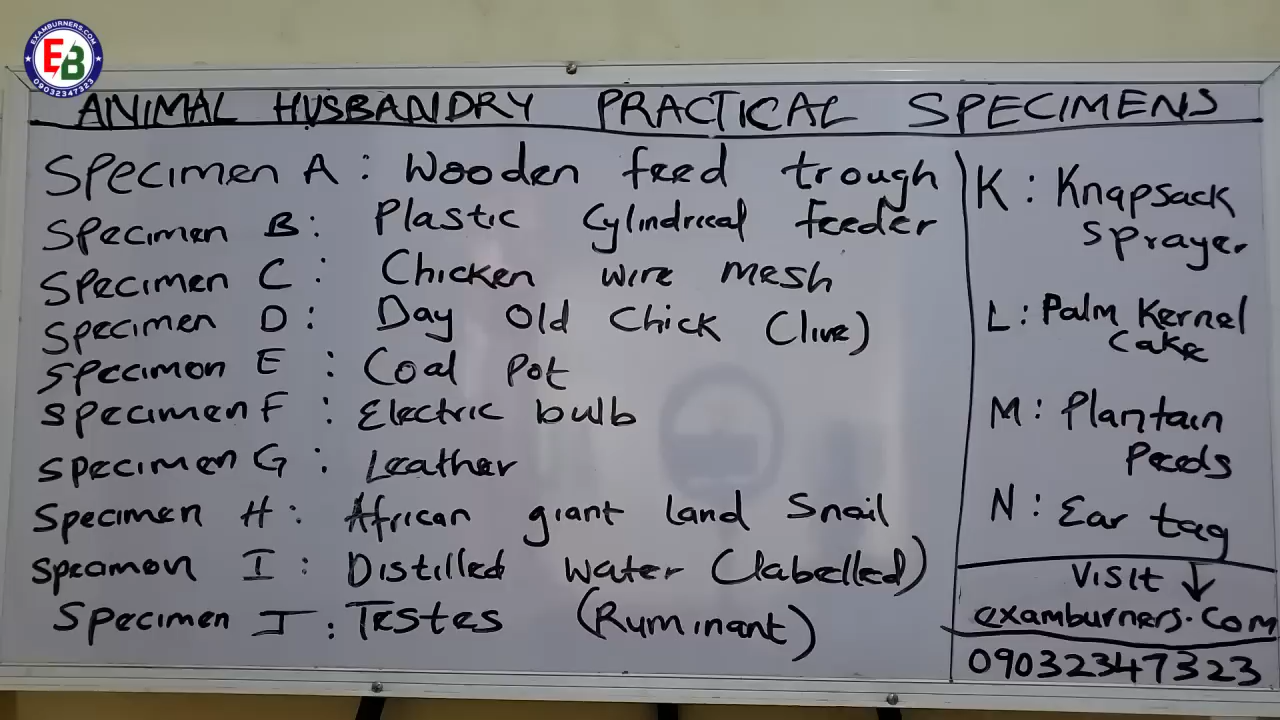 EXAMBURNERS.COM
EB
09032347323
ANIMAL HUSBANDRY PRACTICAL SPECIMENS
Specimen A : Wooden feed trough
Specimen B : Plastic Cylindrical feeder
Specimen C : Chicken wire mesh
Specimen D : Day Old Chick (live)
Specimen E : Coal Pot
Specimen F : Electric bulb
Specimen G : Leather
Specimen H : African giant land Snail
Specimen I : Distilled water (labelled)
Specimen J : Testes (Ruminant)
K : Knapsack
Sprayer
L : Palm Kernel
Cake
M : Plantain
Peeds
N : Ear tag
Visit ↓
examburners.com
09032347323